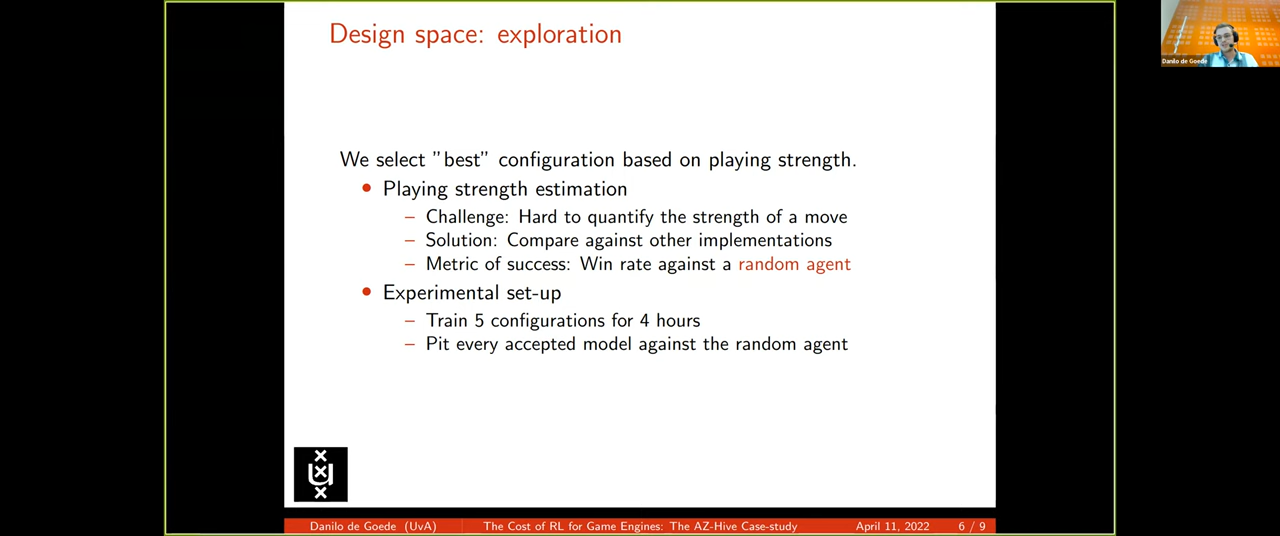 Design space: exploration
Danilo de Goede
We select "best" configuration based on playing strength.
• Playing strength estimation
– Challenge: Hard to quantify the strength of a move
– Solution: Compare against other implementations
– Metric of success: Win rate against a random agent
• Experimental set-up
– Train 5 configurations for 4 hours
– Pit every accepted model against the random agent
Danilo de Goede (UvA) The Cost of RL for Game Engines: The AZ-Hive Case-study April 11, 2022 6 / 9